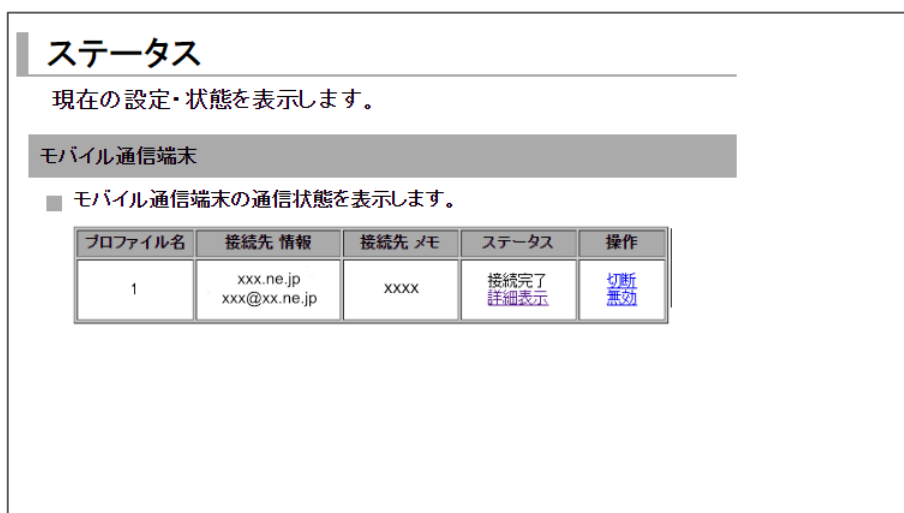 ステータス
現在の設定・状態を表示します。
モバイル通信端末
モバイル通信端末の通信状態を表示します。
プロファイル名 接続先 情報 接続先 メモ ステータス 操作
1 xxx.ne.jp xxxx 接続完了 切断
xxx@xx.ne.jp 詳細表示 無効